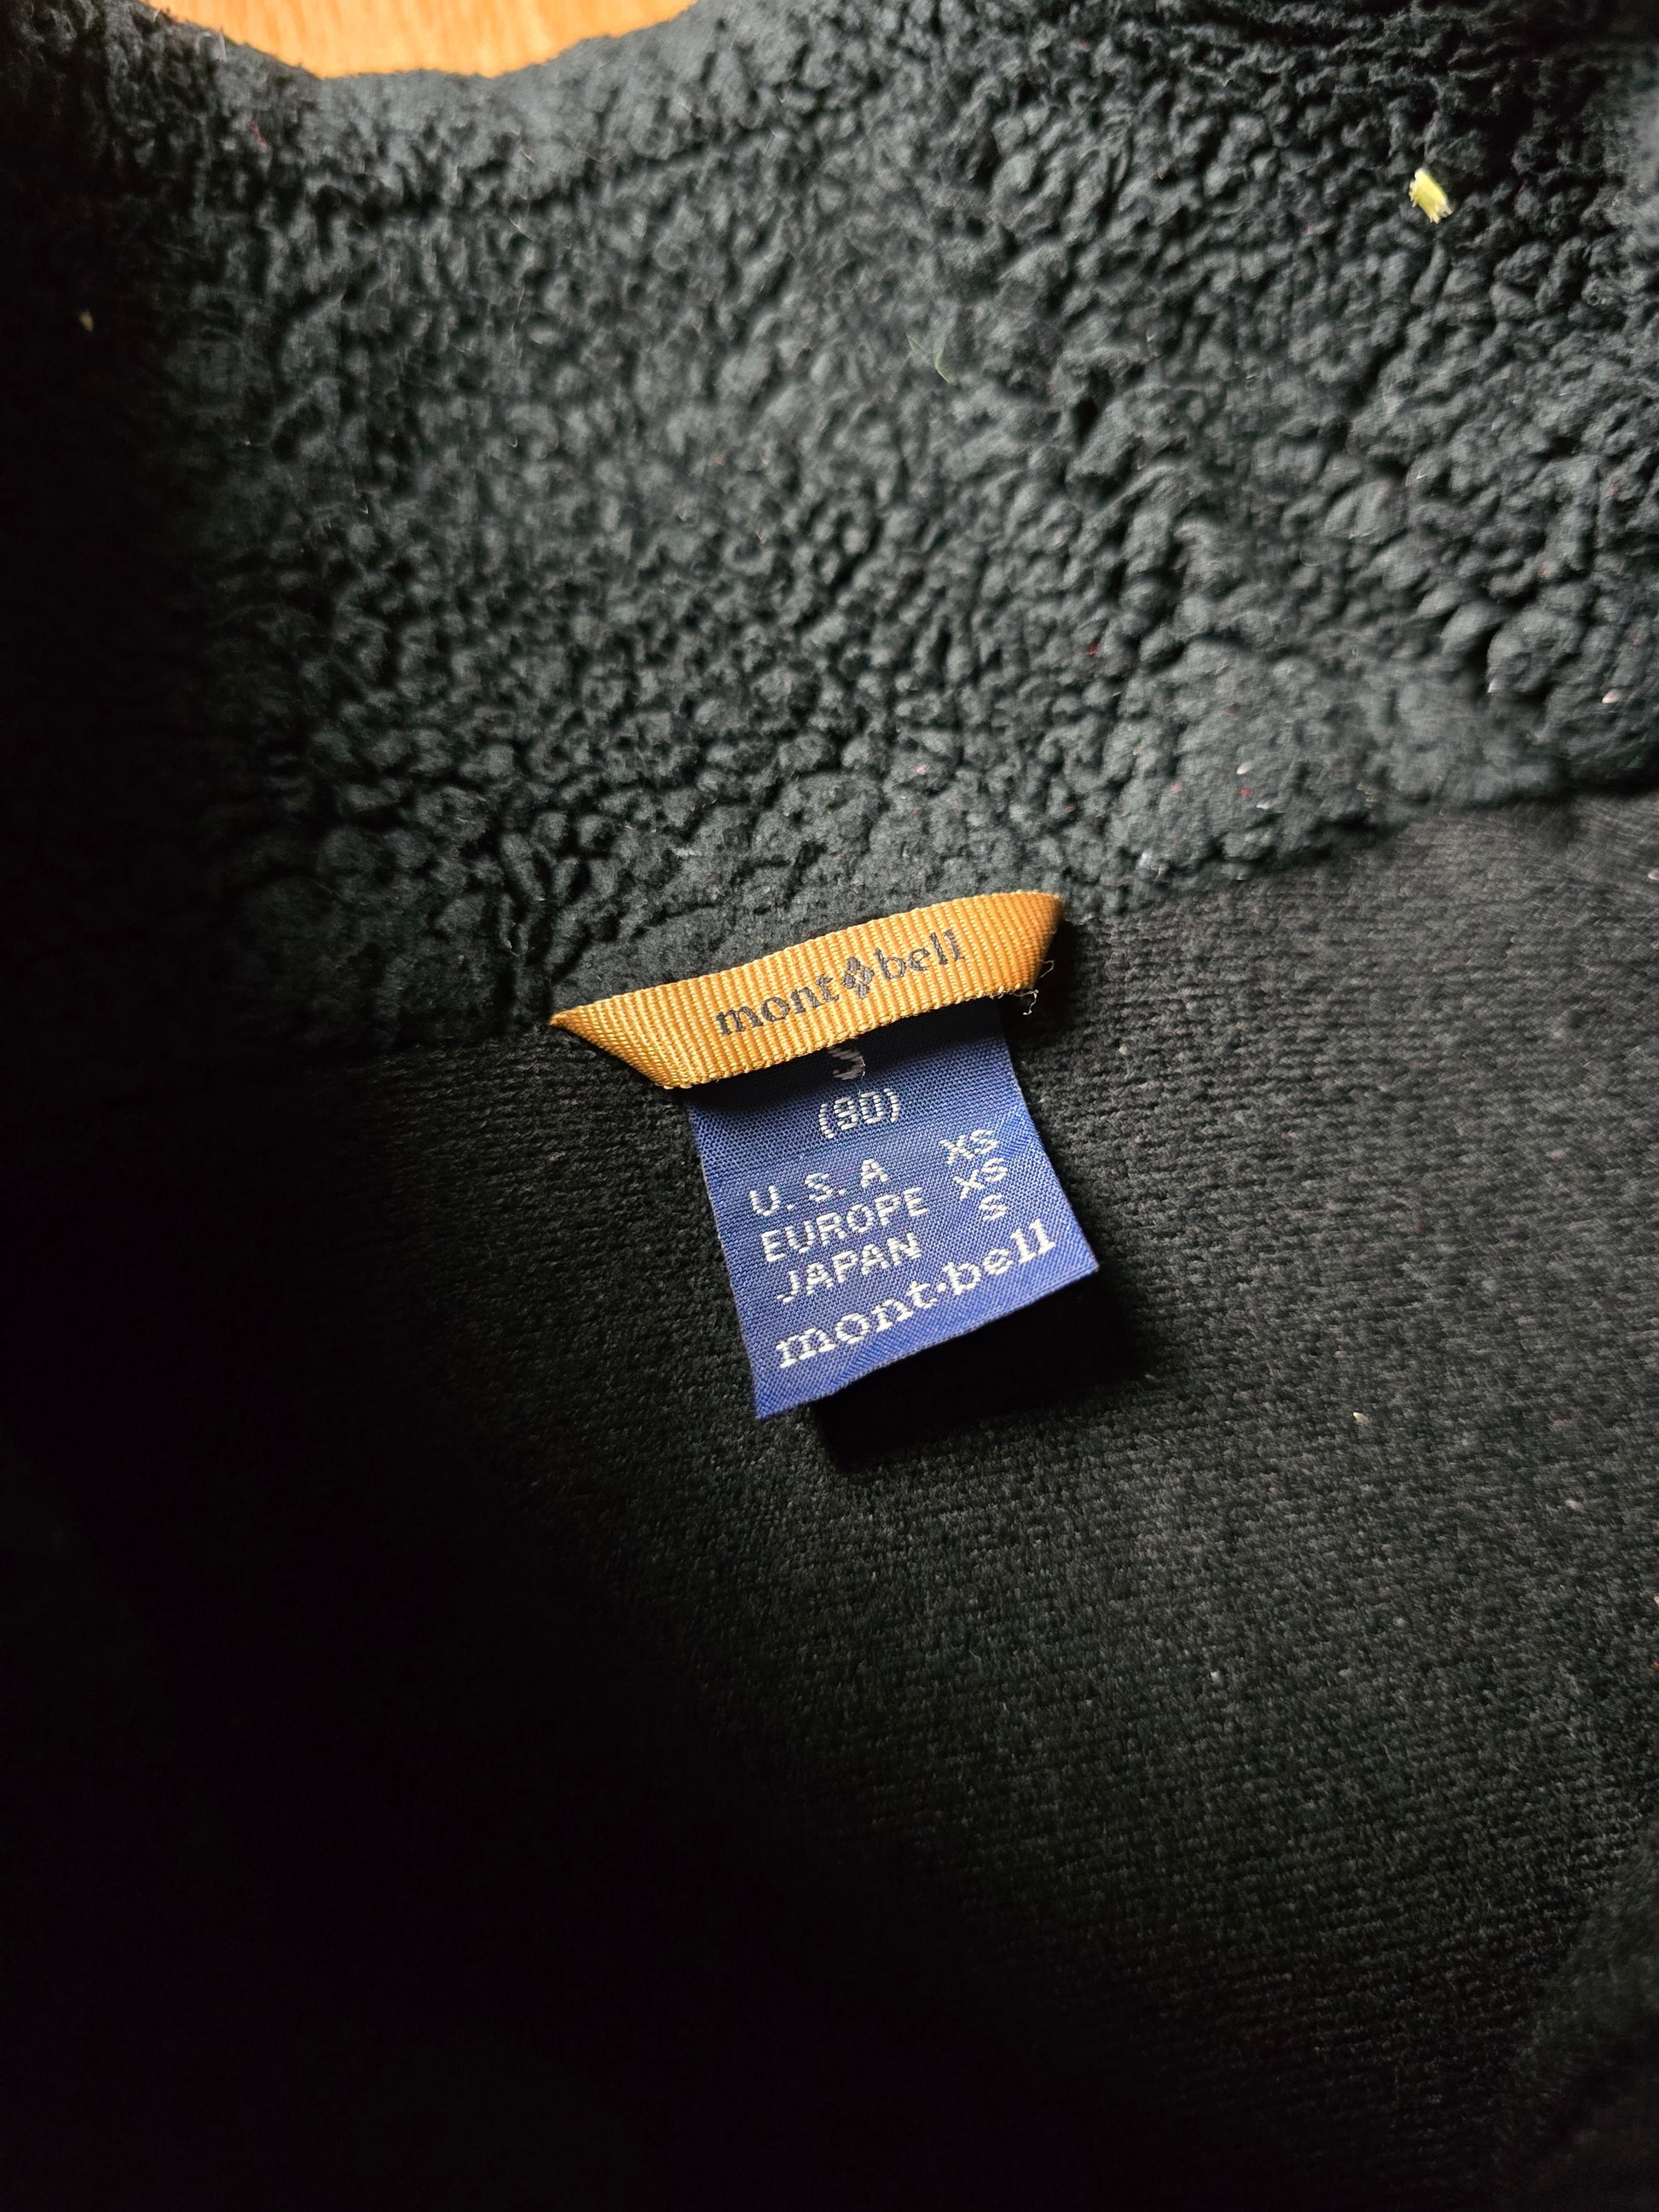 mont bell
S
(90)
U. S. A XS
EUROPE XS
JAPAN S
mont·bell